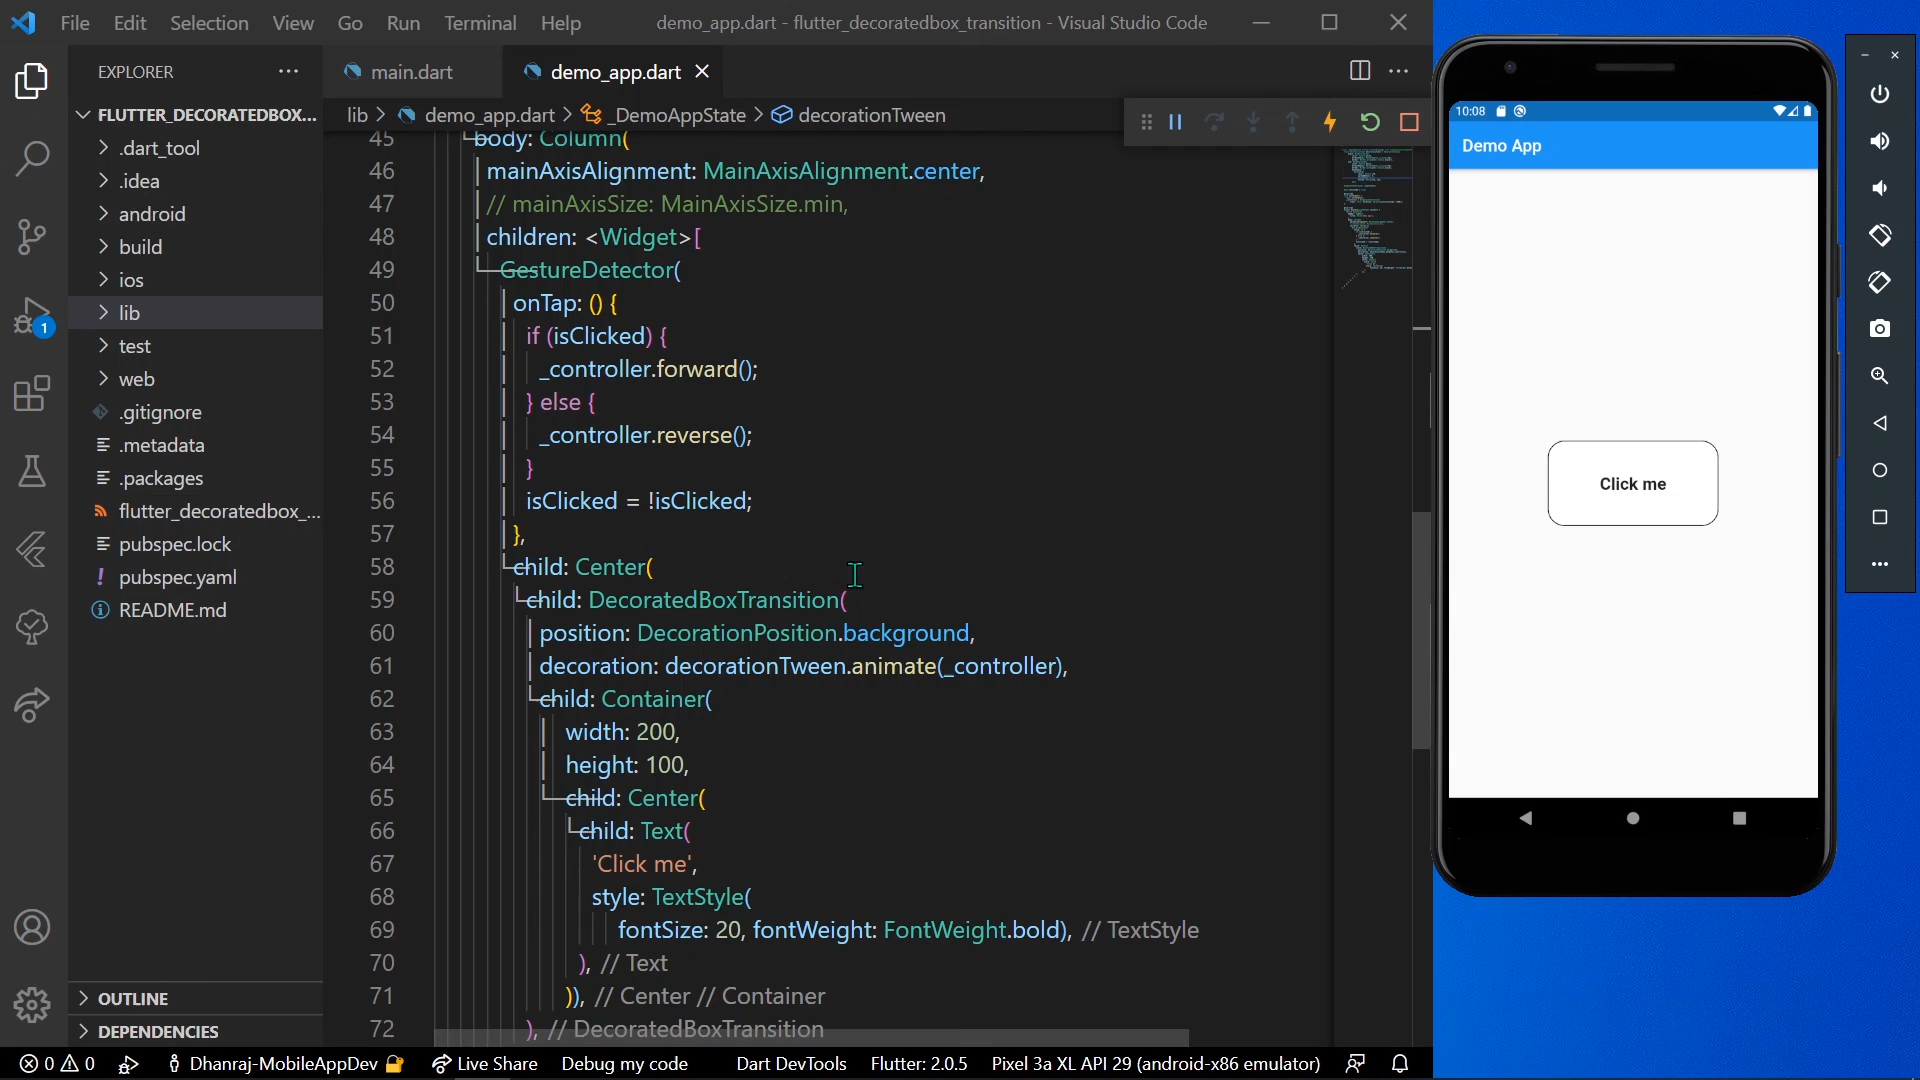 File Edit Selection View Go Run Terminal Help demo_app.dart - flutter_decoratedbox_transition - Visual Studio Code
EXPLORER
main.dart demo_app.dart
FLUTTER_DECORATEDBOX...
.dart_tool
.idea
android
build
ios
lib
test
web
.gitignore
.metadata
.packages
flutter_decoratedbox_...
pubspec.lock
pubspec.yaml
README.md
OUTLINE
DEPENDENCIES
1
lib > demo_app.dart > _DemoAppState > decorationTween
45 body: Column(
46 mainAxisAlignment: MainAxisAlignment.center,
47 // mainAxisSize: MainAxisSize.min,
48 children: <Widget>[
49 GestureDetector(
50 onTap: () {
51 if (isClicked) {
52 _controller.forward();
53 } else {
54 _controller.reverse();
55 }
56 isClicked = !isClicked;
57 },
58 child: Center(
59 child: DecoratedBoxTransition(
60 position: DecorationPosition.background,
61 decoration: decorationTween.animate(_controller),
62 child: Container(
63 width: 200,
64 height: 100,
65 child: Center(
66 child: Text(
67 'Click me',
68 style: TextStyle(
69 fontSize: 20, fontWeight: FontWeight.bold), // TextStyle
70 ), // Text
71 )), // Center // Container
72 ), // DecoratedBoxTransition
0 0 Dhanraj-MobileAppDev Live Share Debug my code Dart DevTools Flutter: 2.0.5 Pixel 3a XL API 29 (android-x86 emulator)
10:08
Demo App
Click me